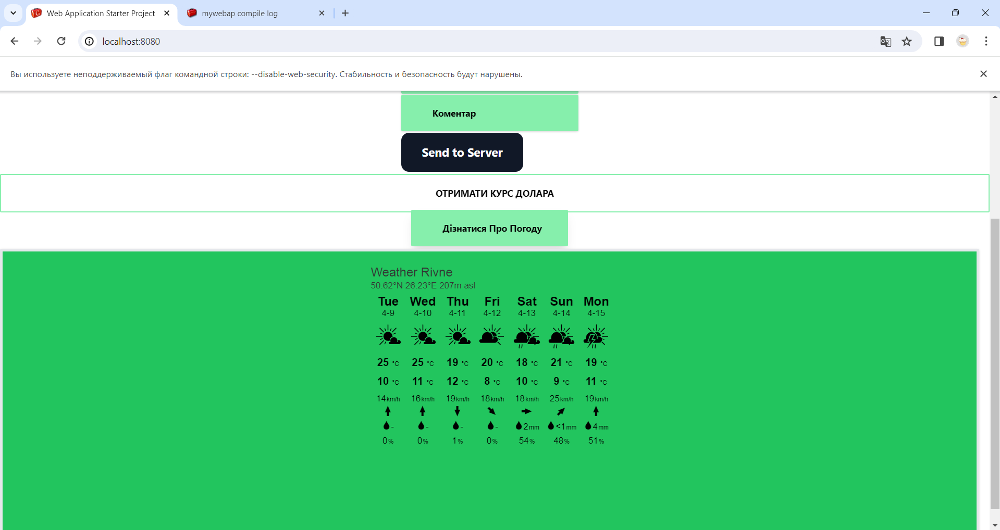 Web Application Starter Project
mywebap compile log
localhost:8080
Вы используете неподдерживаемый флаг командной строки: --disable-web-security. Стабильность и безопасность будут нарушены.
Коментар
Send to Server
ОТРИМАТИ КУРС ДОЛАРА
Дізнатися Про Погоду
Weather Rivne
50.62°N 26.23°E 207m asl
Tue Wed Thu Fri Sat Sun Mon
4-9 4-10 4-11 4-12 4-13 4-14 4-15
25 °C 25 °C 19 °C 20 °C 18 °C 21 °C 19 °C
10 °C 11 °C 12 °C 8 °C 10 °C 9 °C 11 °C
14km/h 16km/h 19km/h 18km/h 18km/h 25km/h 19km/h
- - - - 2mm <1mm 4mm
0% 0% 1% 0% 54% 48% 51%